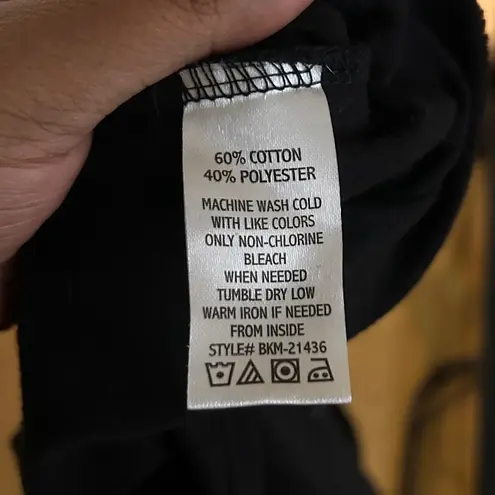 60% COTTON
40% POLYESTER
MACHINE WASH COLD
WITH LIKE COLORS
ONLY NON-CHLORINE
BLEACH
WHEN NEEDED
TUMBLE DRY LOW
WARM IRON IF NEEDED
FROM INSIDE
STYLE# BKM-21436